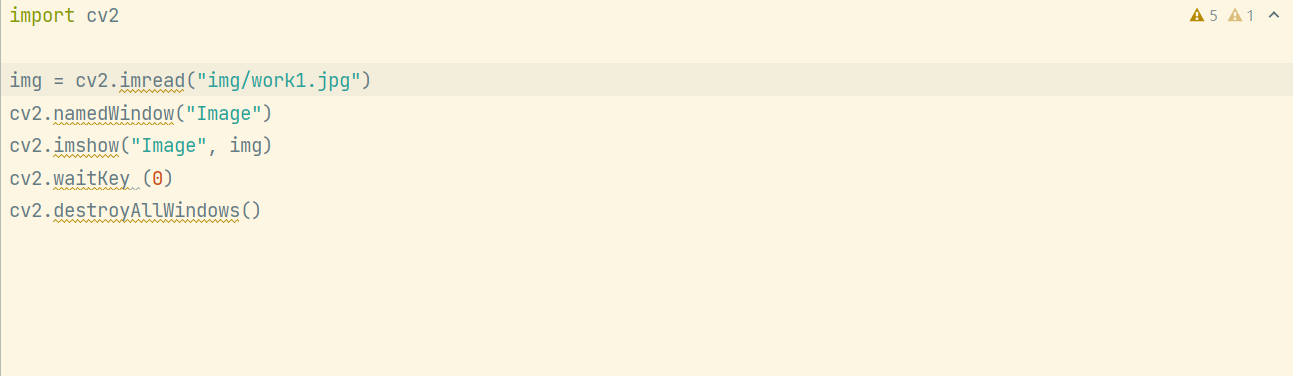 import cv2
5 1
img = cv2.imread("img/work1.jpg")
cv2.namedWindow("Image")
cv2.imshow("Image", img)
cv2.waitKey (0)
cv2.destroyAllWindows()